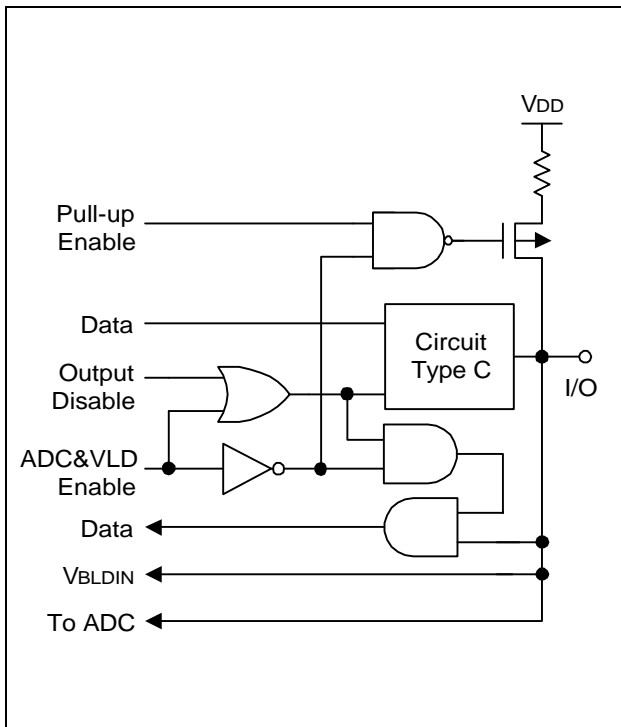 VDD
Pull-up
Enable
Data
Circuit
Type C
Output
Disable
I/O
ADC&VLD
Enable
Data
VBLDIN
To ADC